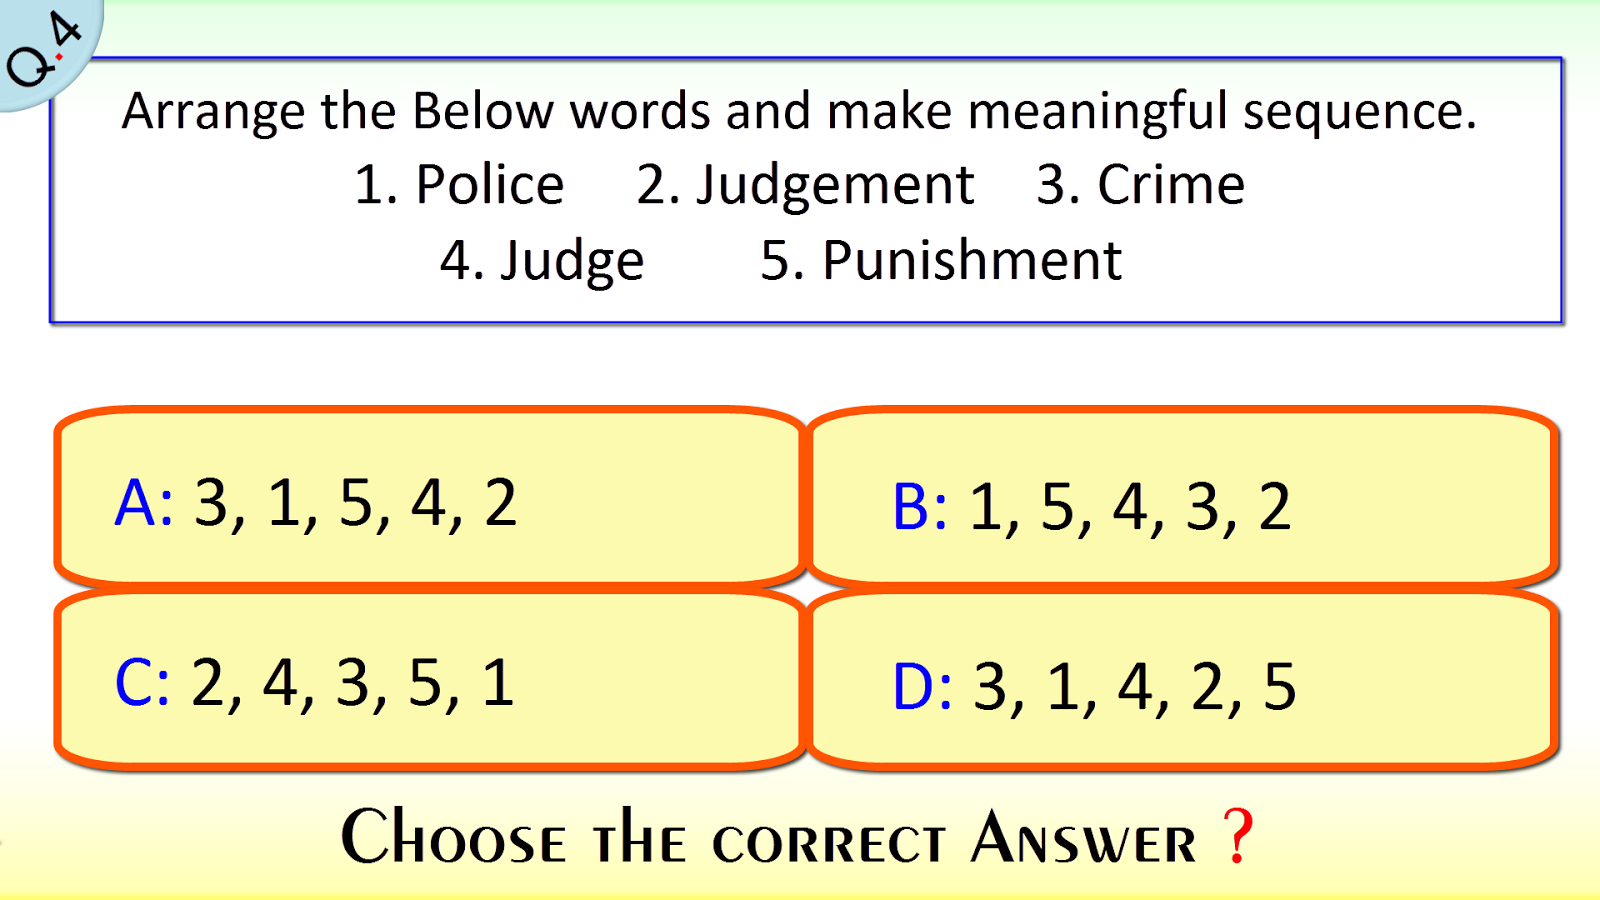 Q.4
Arrange the Below words and make meaningful sequence.
1. Police 2. Judgement 3. Crime
4. Judge 5. Punishment
A: 3, 1, 5, 4, 2
B: 1, 5, 4, 3, 2
C: 2, 4, 3, 5, 1
D: 3, 1, 4, 2, 5
Choose the correct Answer ?